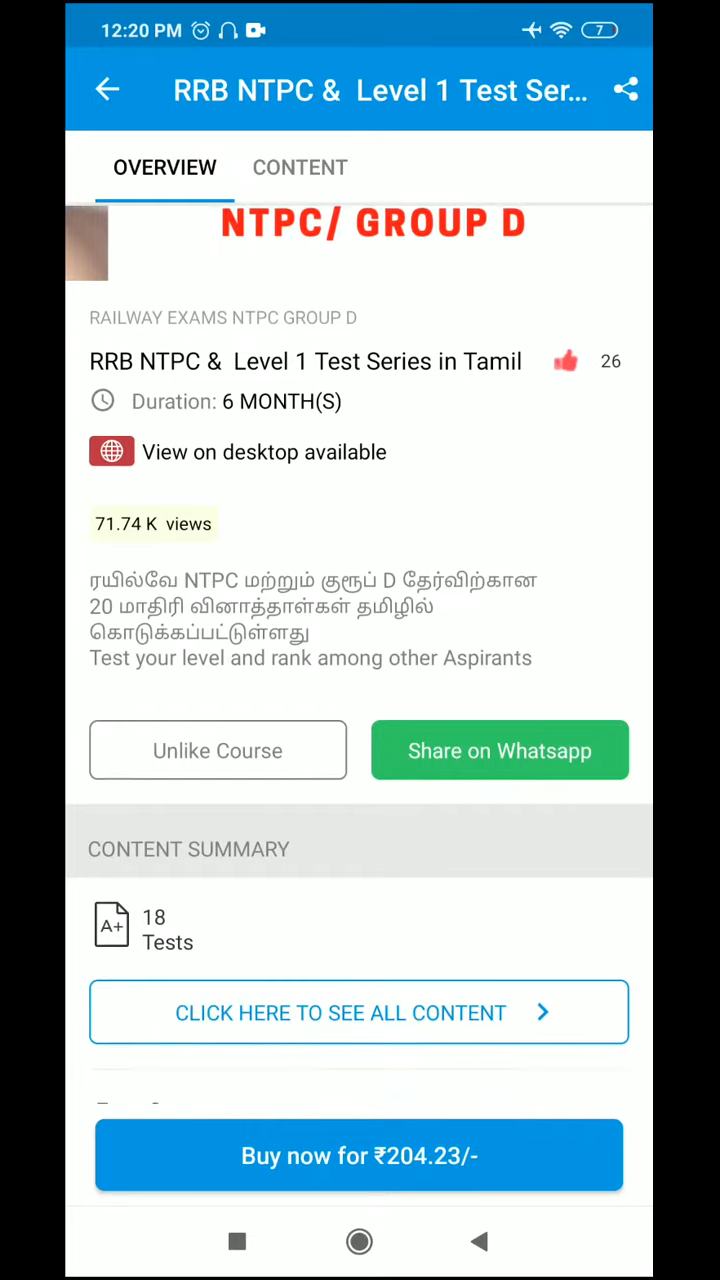 12:20 PM
7
RRB NTPC &  Level 1 Test Ser...
OVERVIEW
CONTENT
NTPC/ GROUP D
RAILWAY EXAMS NTPC GROUP D
RRB NTPC &  Level 1 Test Series in Tamil
26
Duration: 6 MONTH(S)
View on desktop available
71.74 K  views
ரயில்வே NTPC மற்றும் குரூப் D தேர்விற்கான
20 மாதிரி வினாத்தாள்கள் தமிழில்
கொடுக்கப்பட்டுள்ளது
Test your level and rank among other Aspirants
Unlike Course
Share on Whatsapp
CONTENT SUMMARY
A+
18
Tests
CLICK HERE TO SEE ALL CONTENT
Buy now for ₹204.23/-